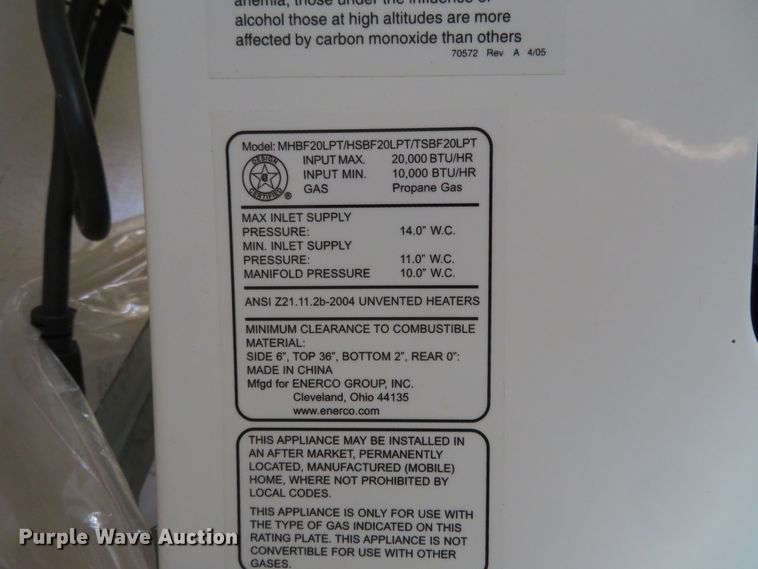 anemia, those under the influence of
alcohol those at high altitudes are more
affected by carbon monoxide than others
70572 Rev A 4/05
Model: MHBF20LPT/HSBF20LPT/TSBF20LPT
DESIGN CERTIFIED ®
INPUT MAX. 20,000 BTU/HR
INPUT MIN. 10,000 BTU/HR
GAS Propane Gas
MAX INLET SUPPLY
PRESSURE: 14.0" W.C.
MIN. INLET SUPPLY
PRESSURE: 11.0" W.C.
MANIFOLD PRESSURE 10.0" W.C.
ANSI Z21.11.2b-2004 UNVENTED HEATERS
MINIMUM CLEARANCE TO COMBUSTIBLE
MATERIAL:
SIDE 6", TOP 36", BOTTOM 2", REAR 0":
MADE IN CHINA
Mfgd for ENERCO GROUP, INC.
Cleveland, Ohio 44135
www.enerco.com
THIS APPLIANCE MAY BE INSTALLED IN
AN AFTER MARKET, PERMANENTLY
LOCATED, MANUFACTURED (MOBILE)
HOME, WHERE NOT PROHIBITED BY
LOCAL CODES.
THIS APPLIANCE IS ONLY FOR USE WITH
THE TYPE OF GAS INDICATED ON THIS
RATING PLATE. THIS APPLIANCE IS NOT
CONVERTIBLE FOR USE WITH OTHER
GASES.
Purple Wave Auction